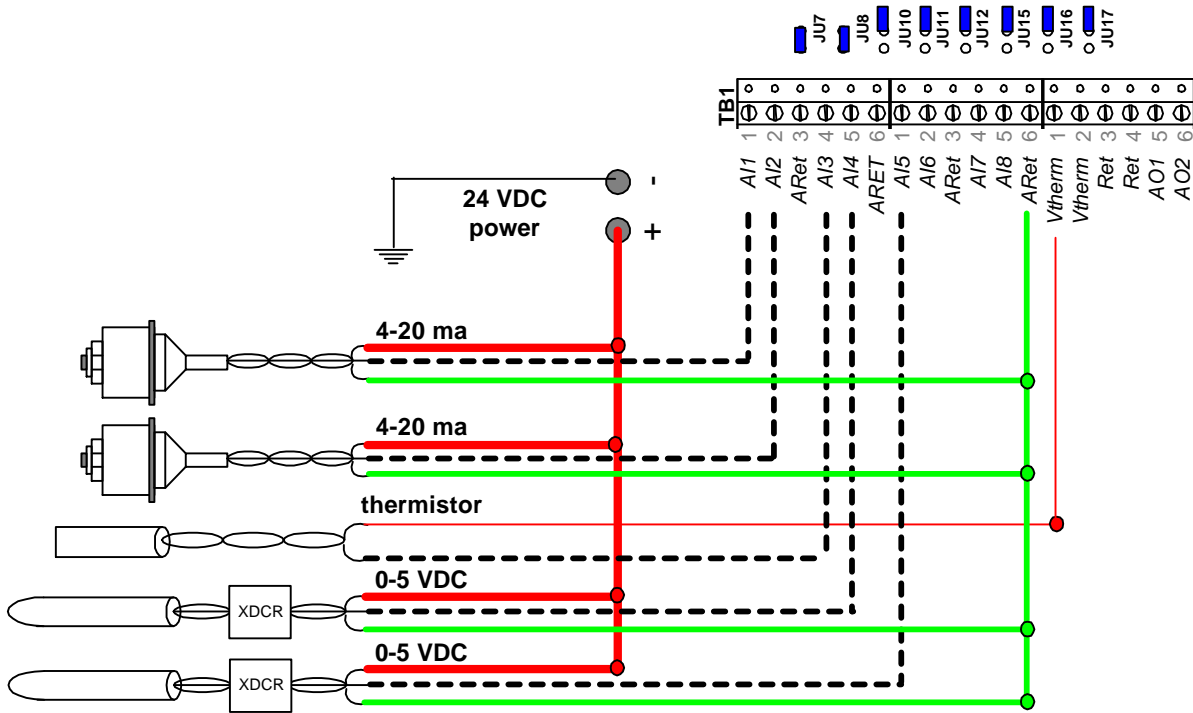 JU7
JU8
JU10
JU11
JU12
JU15
JU16
JU17
TB1
1 2 3 4 5 6 1 2 3 4 5 6 1 2 3 4 5 6
AI1
AI2
ARet
AI3
AI4
ARET
AI5
AI6
ARet
AI7
AI8
ARet
Vtherm
Vtherm
Ret
Ret
AO1
AO2
-
24 VDC
power
+
4-20 ma
4-20 ma
thermistor
0-5 VDC
XDCR
0-5 VDC
XDCR